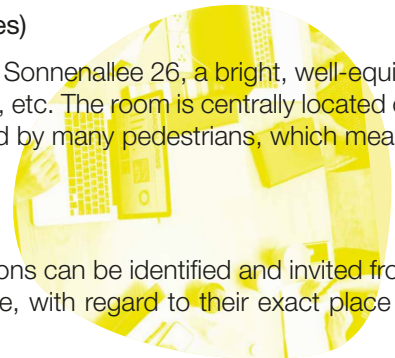 es)
Sonnenallee 26, a bright, well-equi
, etc. The room is centrally located
by many pedestrians, which mea
ons can be identified and invited fro
e, with regard to their exact place